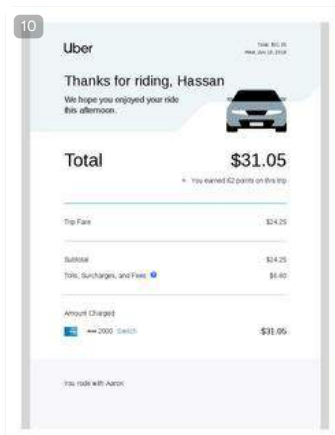 10
Uber
Total: $31.05
Wed, Jun 19, 2019
Thanks for riding, Hassan
We hope you enjoyed your ride
this afternoon.
Total
$31.05
You earned 62 points on this trip
Trip Fare
$24.25
Subtotal
$24.25
Tolls, Surcharges, and Fees
$6.80
Amount Charged
2000 Switch
$31.05
You rode with Aaron